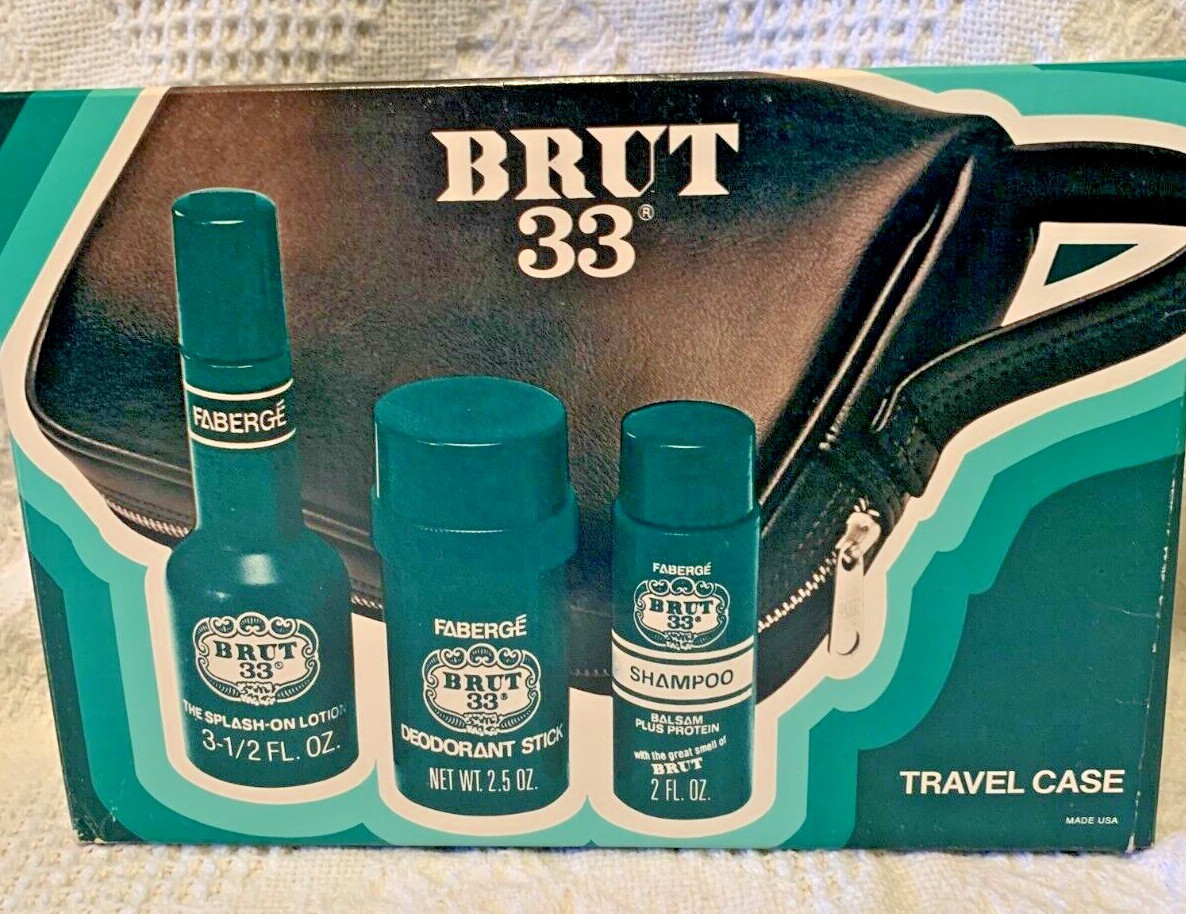 BRUT
33®
FABERGÉ
BRUT
33®
THE SPLASH-ON LOTION
3-1/2 FL. OZ.
FABERGÉ
BRUT
33®
DEODORANT STICK
NET WT. 2.5 OZ.
FABERGÉ
BRUT
33®
SHAMPOO
BALSAM
PLUS PROTEIN
with the great smell of
BRUT
2 FL. OZ.
TRAVEL CASE
MADE USA